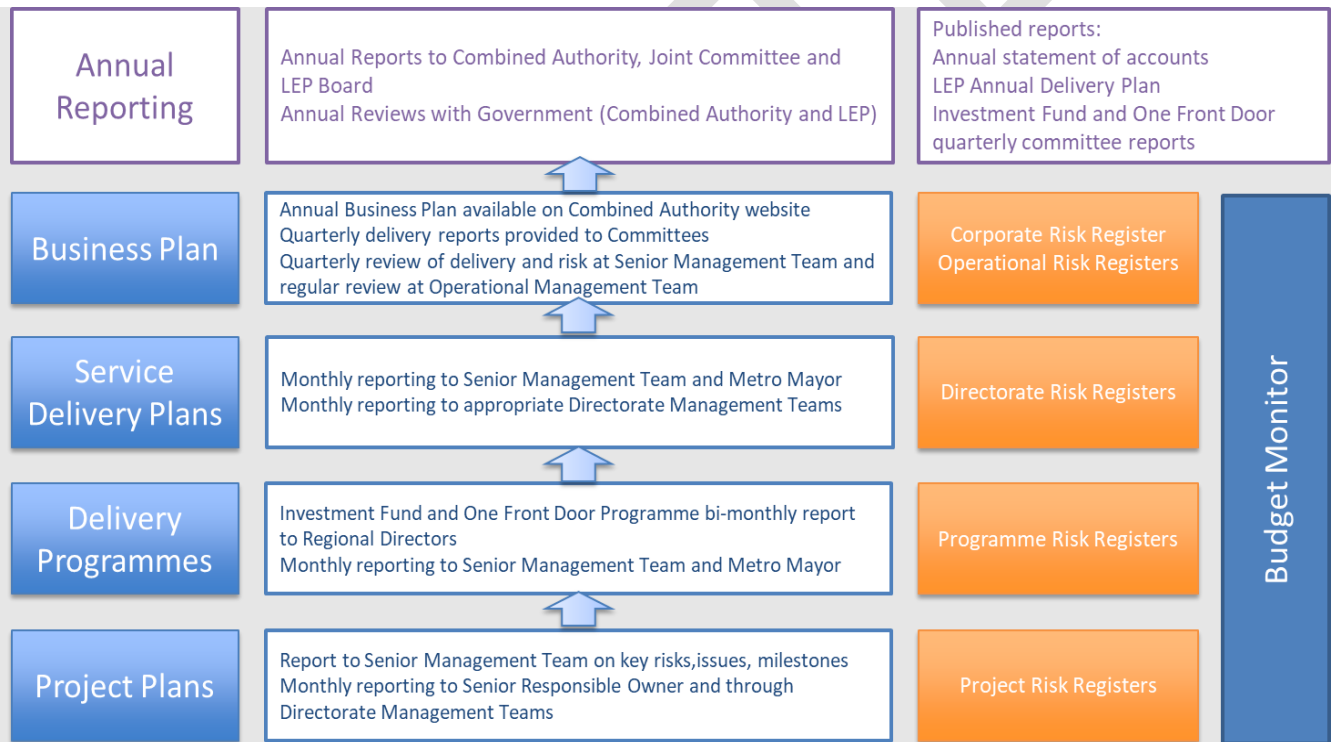 Annual
Reporting
Annual Reports to Combined Authority, Joint Committee and
LEP Board
Annual Reviews with Government (Combined Authority and LEP)
Published reports:
Annual statement of accounts
LEP Annual Delivery Plan
Investment Fund and One Front Door
quarterly committee reports
Business Plan
Annual Business Plan available on Combined Authority website
Quarterly delivery reports provided to Committees
Quarterly review of delivery and risk at Senior Management Team and
regular review at Operational Management Team
Corporate Risk Register
Operational Risk Registers
Service
Delivery Plans
Monthly reporting to Senior Management Team and Metro Mayor
Monthly reporting to appropriate Directorate Management Teams
Directorate Risk Registers
Delivery
Programmes
Investment Fund and One Front Door Programme bi-monthly report
to Regional Directors
Monthly reporting to Senior Management Team and Metro Mayor
Programme Risk Registers
Project Plans
Report to Senior Management Team on key risks,issues, milestones
Monthly reporting to Senior Responsible Owner and through
Directorate Management Teams
Project Risk Registers
Budget Monitor